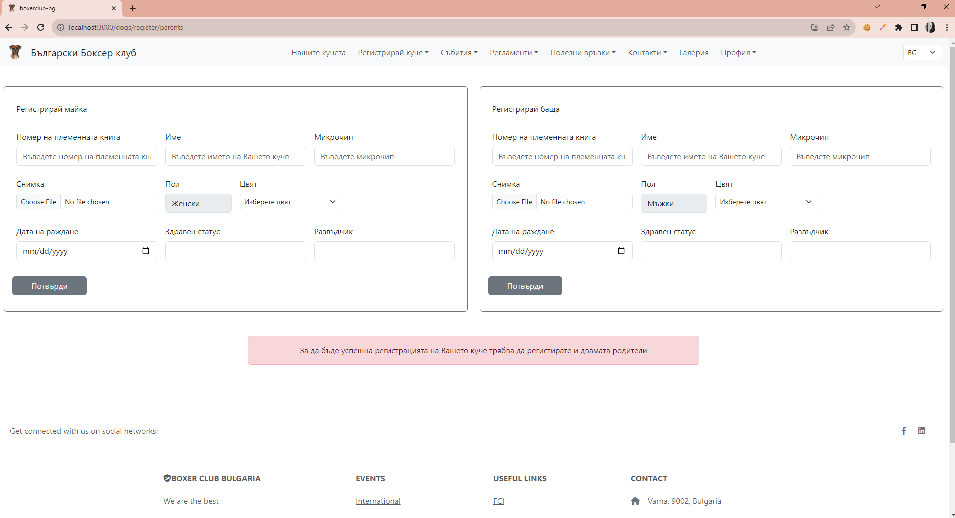 boxerclub-bg
localhost:3000/dogs/register/parents
Български Боксер клуб
Нашите кучета
Регистрирай куче
Събития
Регламенти
Полезни връзки
Контакти
Галерия
Профил
БГ
Регистрирай майка
Номер на племенната книга
Име
Микрочип
Въведете номер на племенната кни
Въведете името на Вашето куче
Въведете микрочип
Снимка
Пол
Цвят
Choose File No file chosen
Женски
Изберете цвят
Дата на раждане
Здравен статус
Развъдчик
mm/dd/yyyy
Потвърди
Регистрирай баща
Номер на племенната книга
Име
Микрочип
Въведете номер на племенната кни
Въведете името на Вашето куче
Въведете микрочип
Снимка
Пол
Цвят
Choose File No file chosen
Мъжки
Изберете цвят
Дата на раждане
Здравен статус
Развъдчик
mm/dd/yyyy
Потвърди
За да бъде успешна регистрацията на Вашето куче трябва да регистирате и двамата родители
Get connected with us on social networks:
BOXER CLUB BULGARIA
We are the best
EVENTS
International
USEFUL LINKS
FCI
CONTACT
Varna, 9002, Bulgaria